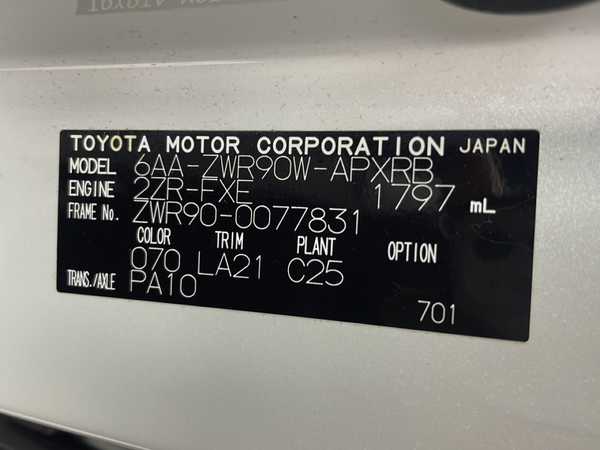 TOYOTA MOTOR CORPORATION JAPAN
MODEL 6AA-ZWR90W-APXRB
ENGINE 2ZR-FXE 1797 mL
FRAME No. ZWR90-0077831
COLOR TRIM PLANT OPTION
070 LA21 C25
TRANS./AXLE PA10
701